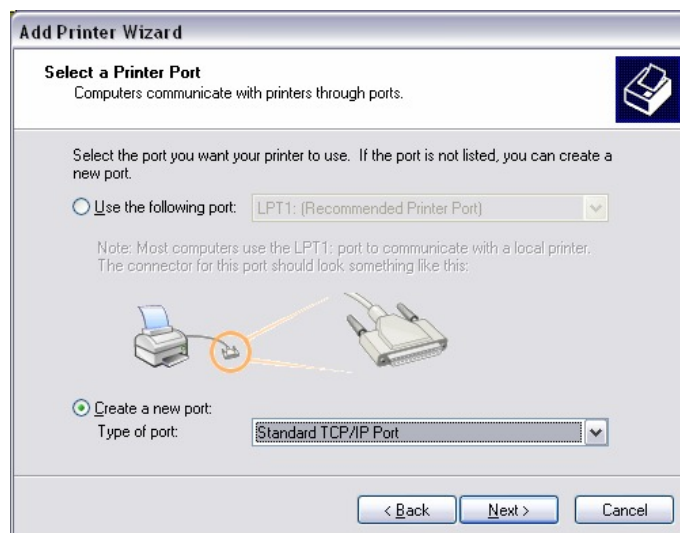 Add Printer Wizard
Select a Printer Port
Computers communicate with printers through ports.
Select the port you want your printer to use. If the port is not listed, you can create a
new port.
Use the following port: LPT1: (Recommended Printer Port)
Note: Most computers use the LPT1: port to communicate with a local printer.
The connector for this port should look something like this:
Create a new port:
Type of port: Standard TCP/IP Port
< Back Next > Cancel